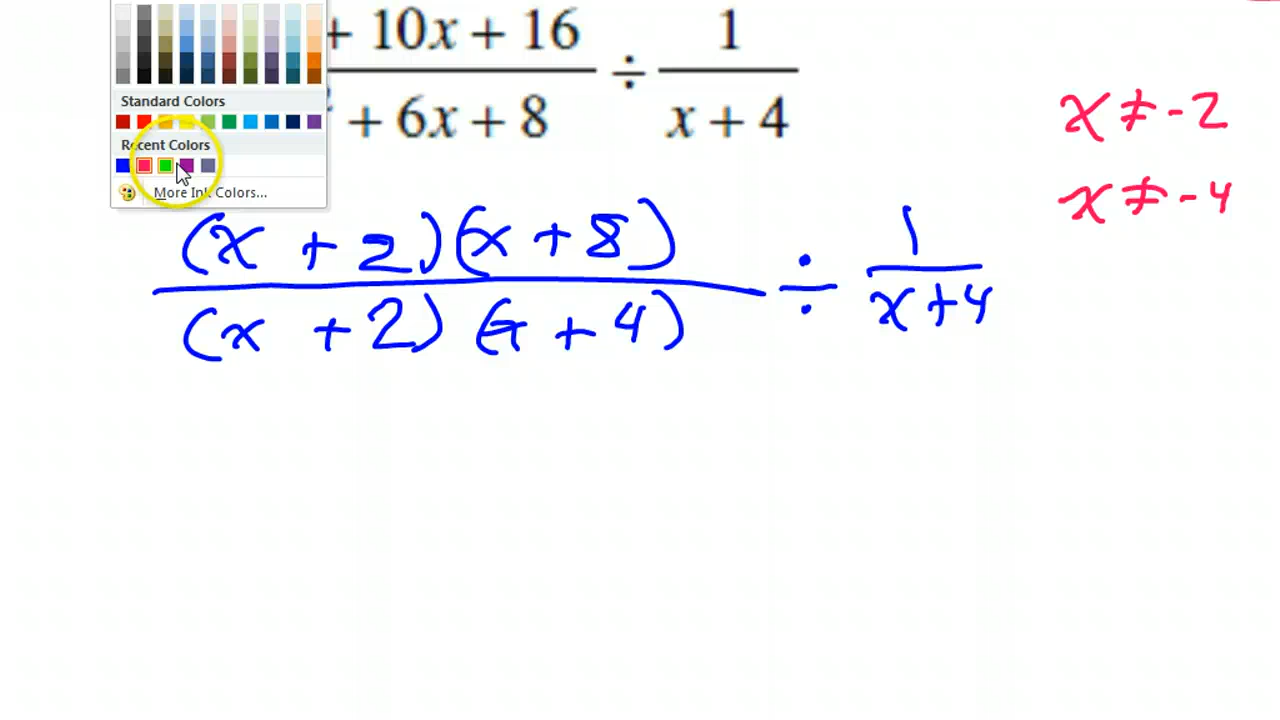 + 10x + 16
² + 6x + 8
÷
1
x + 4
Standard Colors
Recent Colors
More Ink Colors...
x ≠ -2
x ≠ -4
(x + 2)(x + 8)
(x + 2)(x + 4)
÷
1
x+4